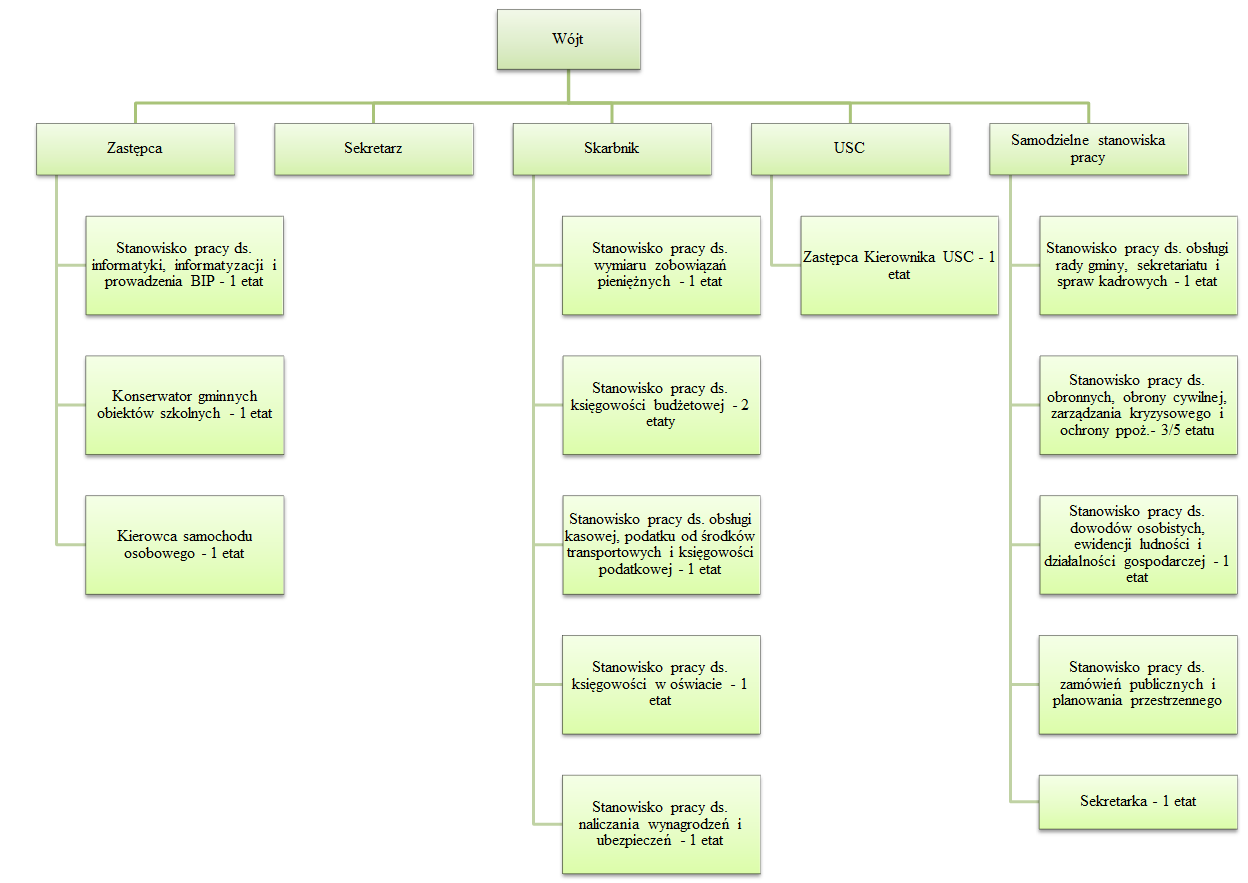 Wójt
Zastępca
Sekretarz
Skarbnik
USC
Samodzielne stanowiska
pracy
Stanowisko pracy ds.
informatyki, informatyzacji i
prowadzenia BIP - 1 etat
Konserwator gminnych
obiektów szkolnych - 1 etat
Kierowca samochodu
osobowego - 1 etat
Stanowisko pracy ds.
wymiaru zobowiązań
pieniężnych - 1 etat
Stanowisko pracy ds.
księgowości budżetowej - 2
etaty
Stanowisko pracy ds. obsługi
kasowej, podatku od środków
transportowych i księgowości
podatkowej - 1 etat
Stanowisko pracy ds.
księgowości w oświacie - 1
etat
Stanowisko pracy ds.
naliczania wynagrodzeń i
ubezpieczeń - 1 etat
Zastępca Kierownika USC - 1
etat
Stanowisko pracy ds. obsługi
rady gminy, sekretariatu i
spraw kadrowych - 1 etat
Stanowisko pracy ds.
obronnych, obrony cywilnej,
zarządzania kryzysowego i
ochrony ppoż.- 3/5 etatu
Stanowisko pracy ds.
dowodów osobistych,
ewidencji ludności i
działalności gospodarczej - 1
etat
Stanowisko pracy ds.
zamówień publicznych i
planowania przestrzennego
Sekretarka - 1 etat